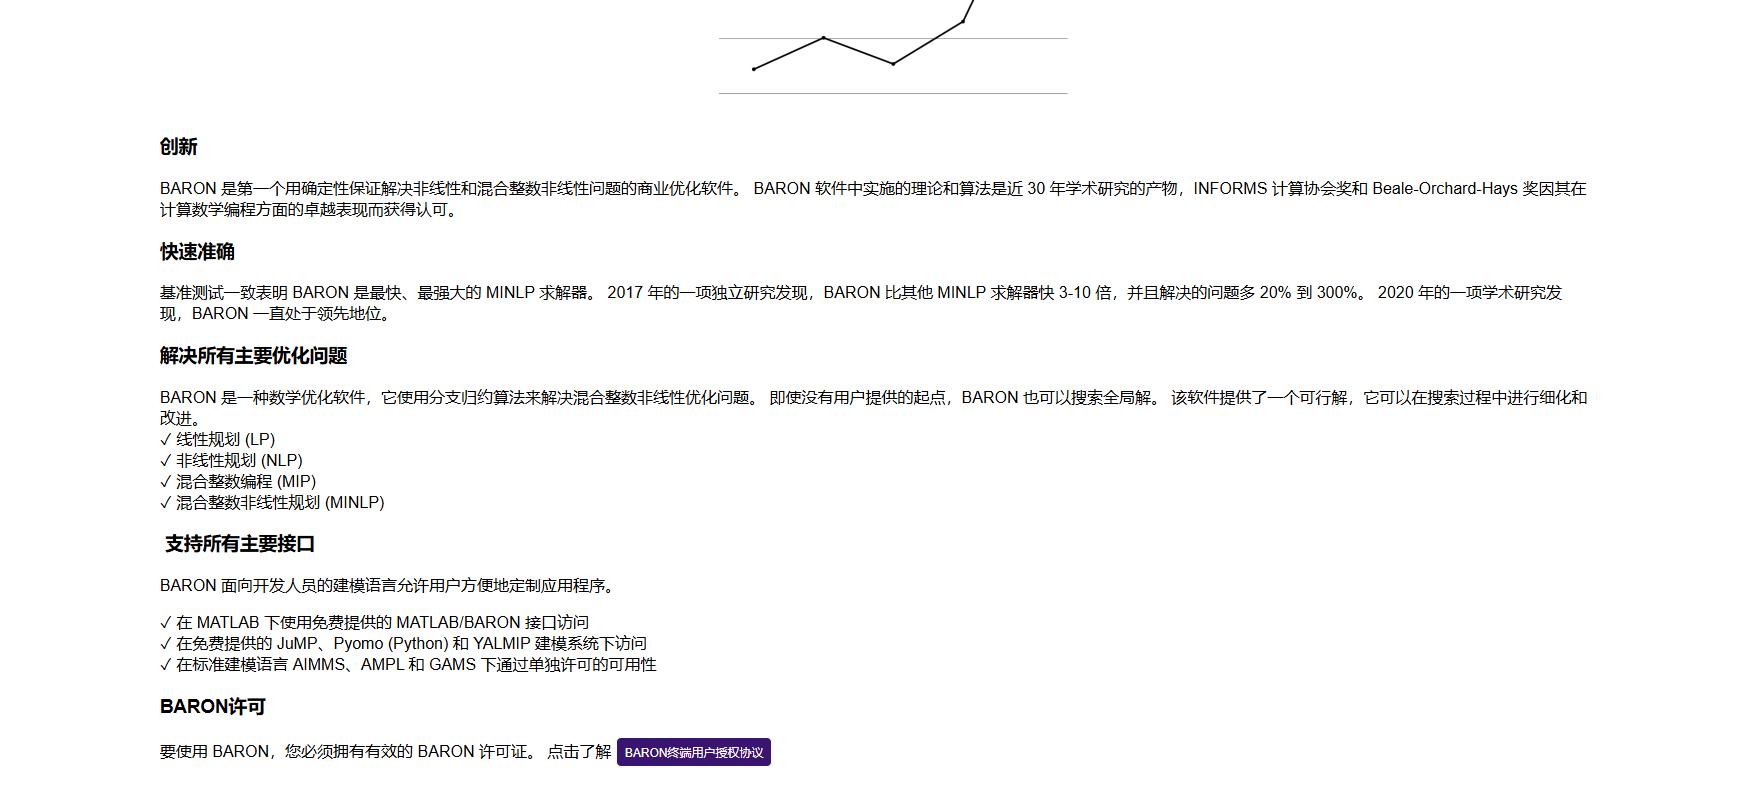 创新
BARON 是第一个用确定性保证解决非线性和混合整数非线性问题的商业优化软件。 BARON 软件中实施的理论和算法是近 30 年学术研究的产物，INFORMS 计算协会奖和 Beale-Orchard-Hays 奖因其在
计算数学编程方面的卓越表现而获得认可。
快速准确
基准测试一致表明 BARON 是最快、最强大的 MINLP 求解器。 2017 年的一项独立研究发现，BARON 比其他 MINLP 求解器快 3-10 倍，并且解决的问题多 20% 到 300%。 2020 年的一项学术研究发
现，BARON 一直处于领先地位。
解决所有主要优化问题
BARON 是一种数学优化软件，它使用分支归约算法来解决混合整数非线性优化问题。 即使没有用户提供的起点，BARON 也可以搜索全局解。 该软件提供了一个可行解，它可以在搜索过程中进行细化和
改进。
✓ 线性规划 (LP)
✓ 非线性规划 (NLP)
✓ 混合整数编程 (MIP)
✓ 混合整数非线性规划 (MINLP)
支持所有主要接口
BARON 面向开发人员的建模语言允许用户方便地定制应用程序。
✓ 在 MATLAB 下使用免费提供的 MATLAB/BARON 接口访问
✓ 在免费提供的 JuMP、Pyomo (Python) 和 YALMIP 建模系统下访问
✓ 在标准建模语言 AIMMS、AMPL 和 GAMS 下通过单独许可的可用性
BARON许可
要使用 BARON，您必须拥有有效的 BARON 许可证。 点击了解 BARON终端用户授权协议